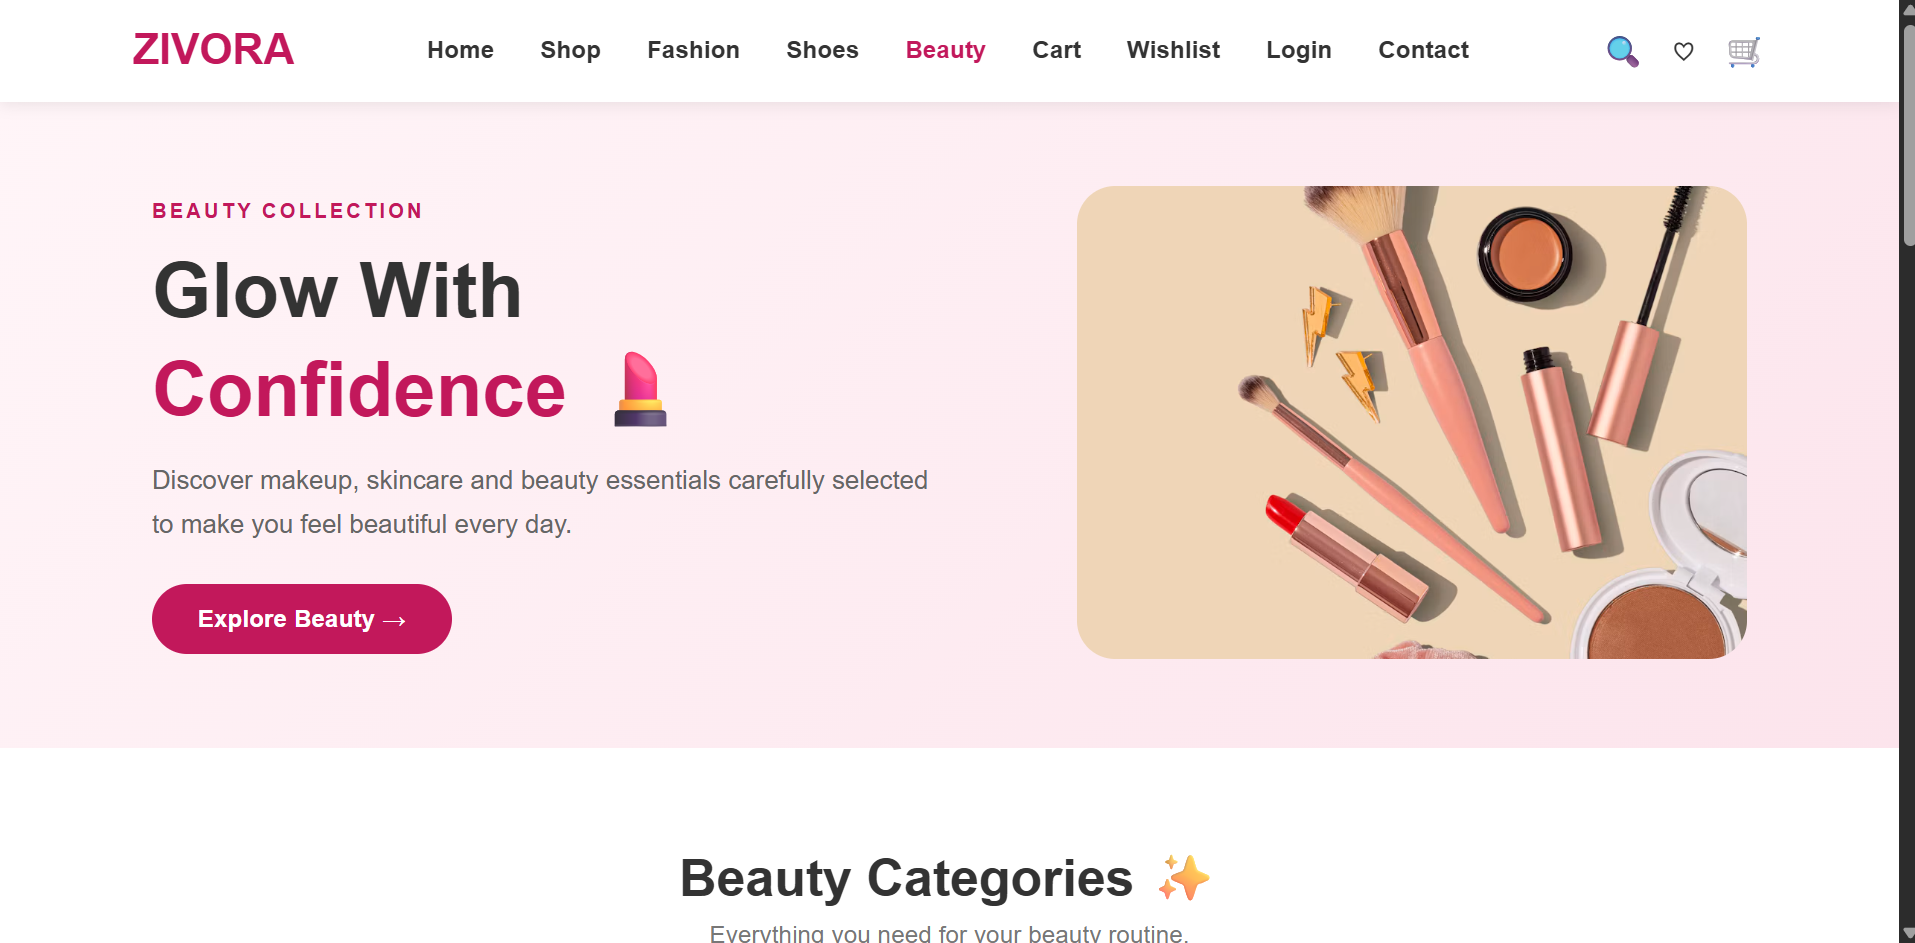 ZIVORA
Home Shop Fashion Shoes Beauty Cart Wishlist Login Contact
BEAUTY COLLECTION
Glow With
Confidence
Discover makeup, skincare and beauty essentials carefully selected
to make you feel beautiful every day.
Explore Beauty →
Beauty Categories
Everything you need for your beauty routine.